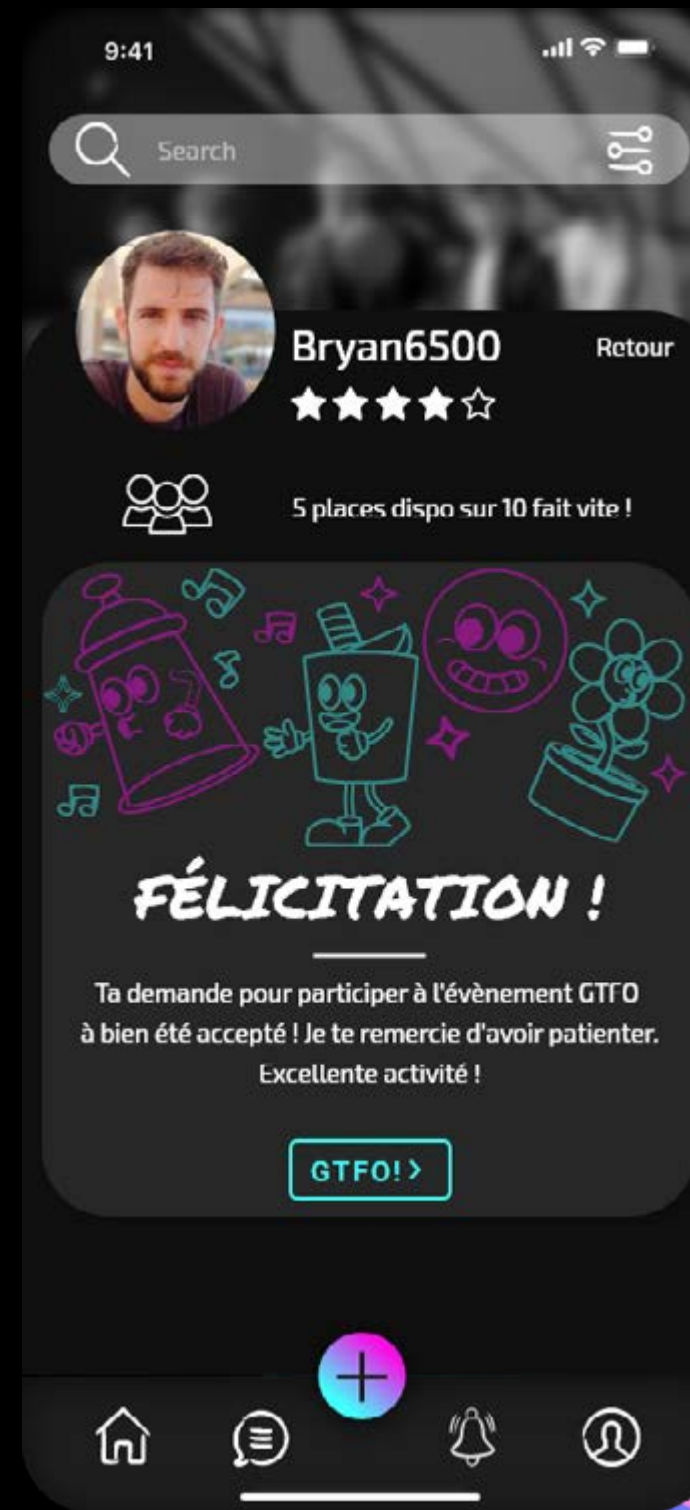 9:41
Search
Bryan6500
Retour
5 places dispo sur 10 fait vite !
FÉLICITATION !
Ta demande pour participer à l'évènement GTFO
à bien été accepté ! Je te remercie d'avoir patienter.
Excellente activité !
GTFO! >